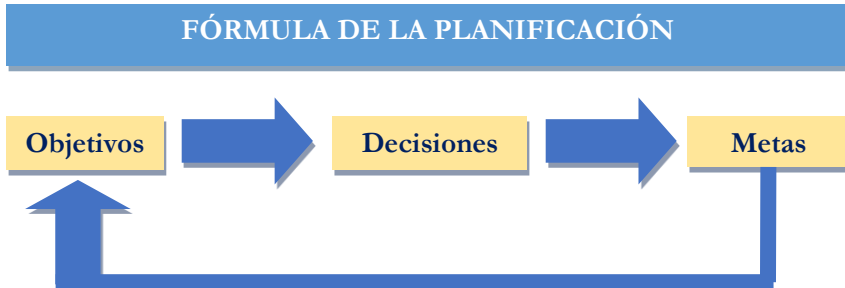 FÓRMULA DE LA PLANIFICACIÓN
Objetivos
Decisiones
Metas